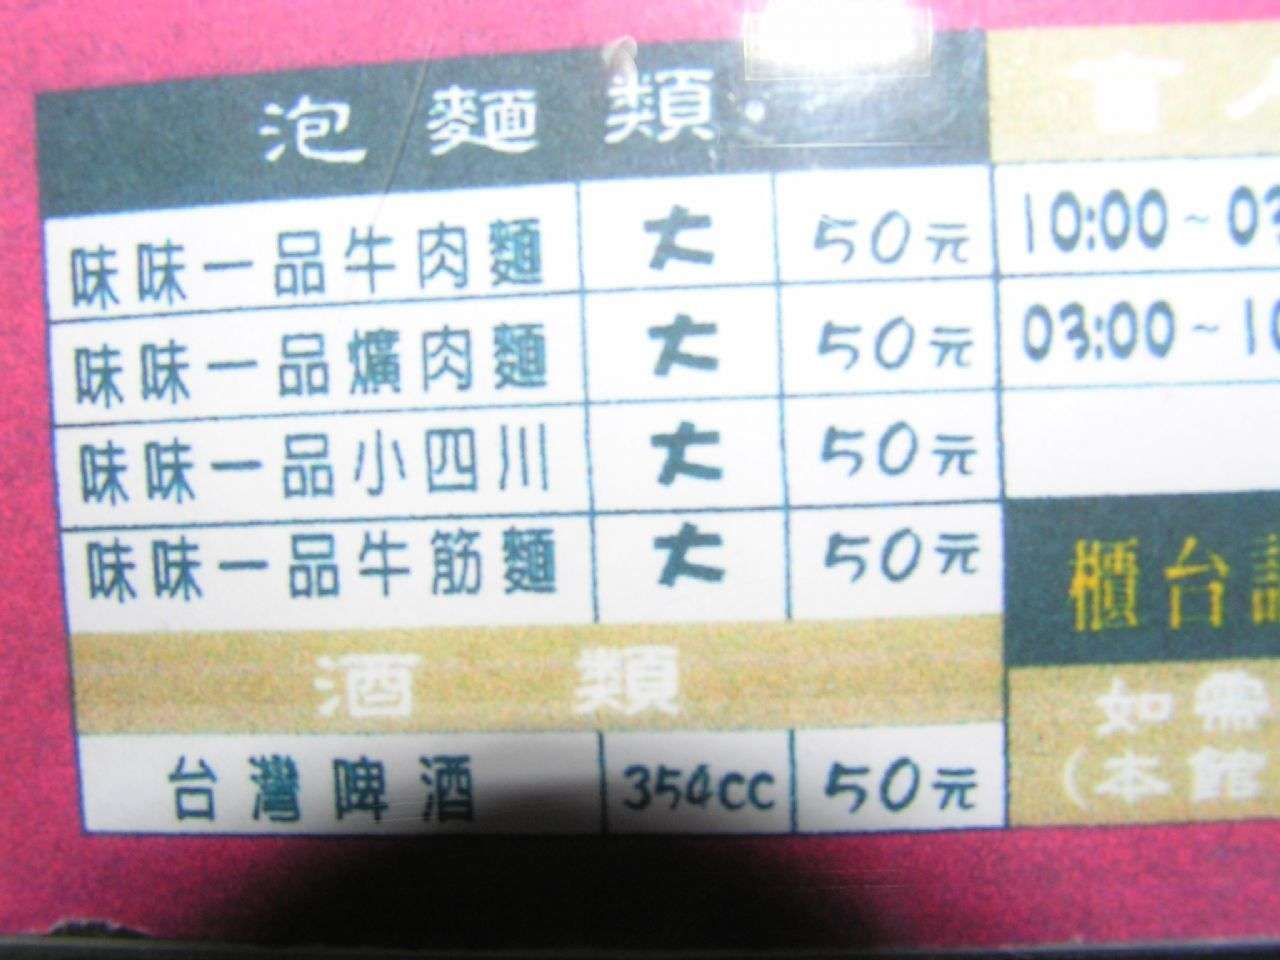 泡麵類
味味一品牛肉麵 大 50元
味味一品爌肉麵 大 50元
味味一品小四川 大 50元
味味一品牛筋麵 大 50元
酒類
台灣啤酒 354cc 50元
10:00~03
03:00~10
櫃台
如需
(本館